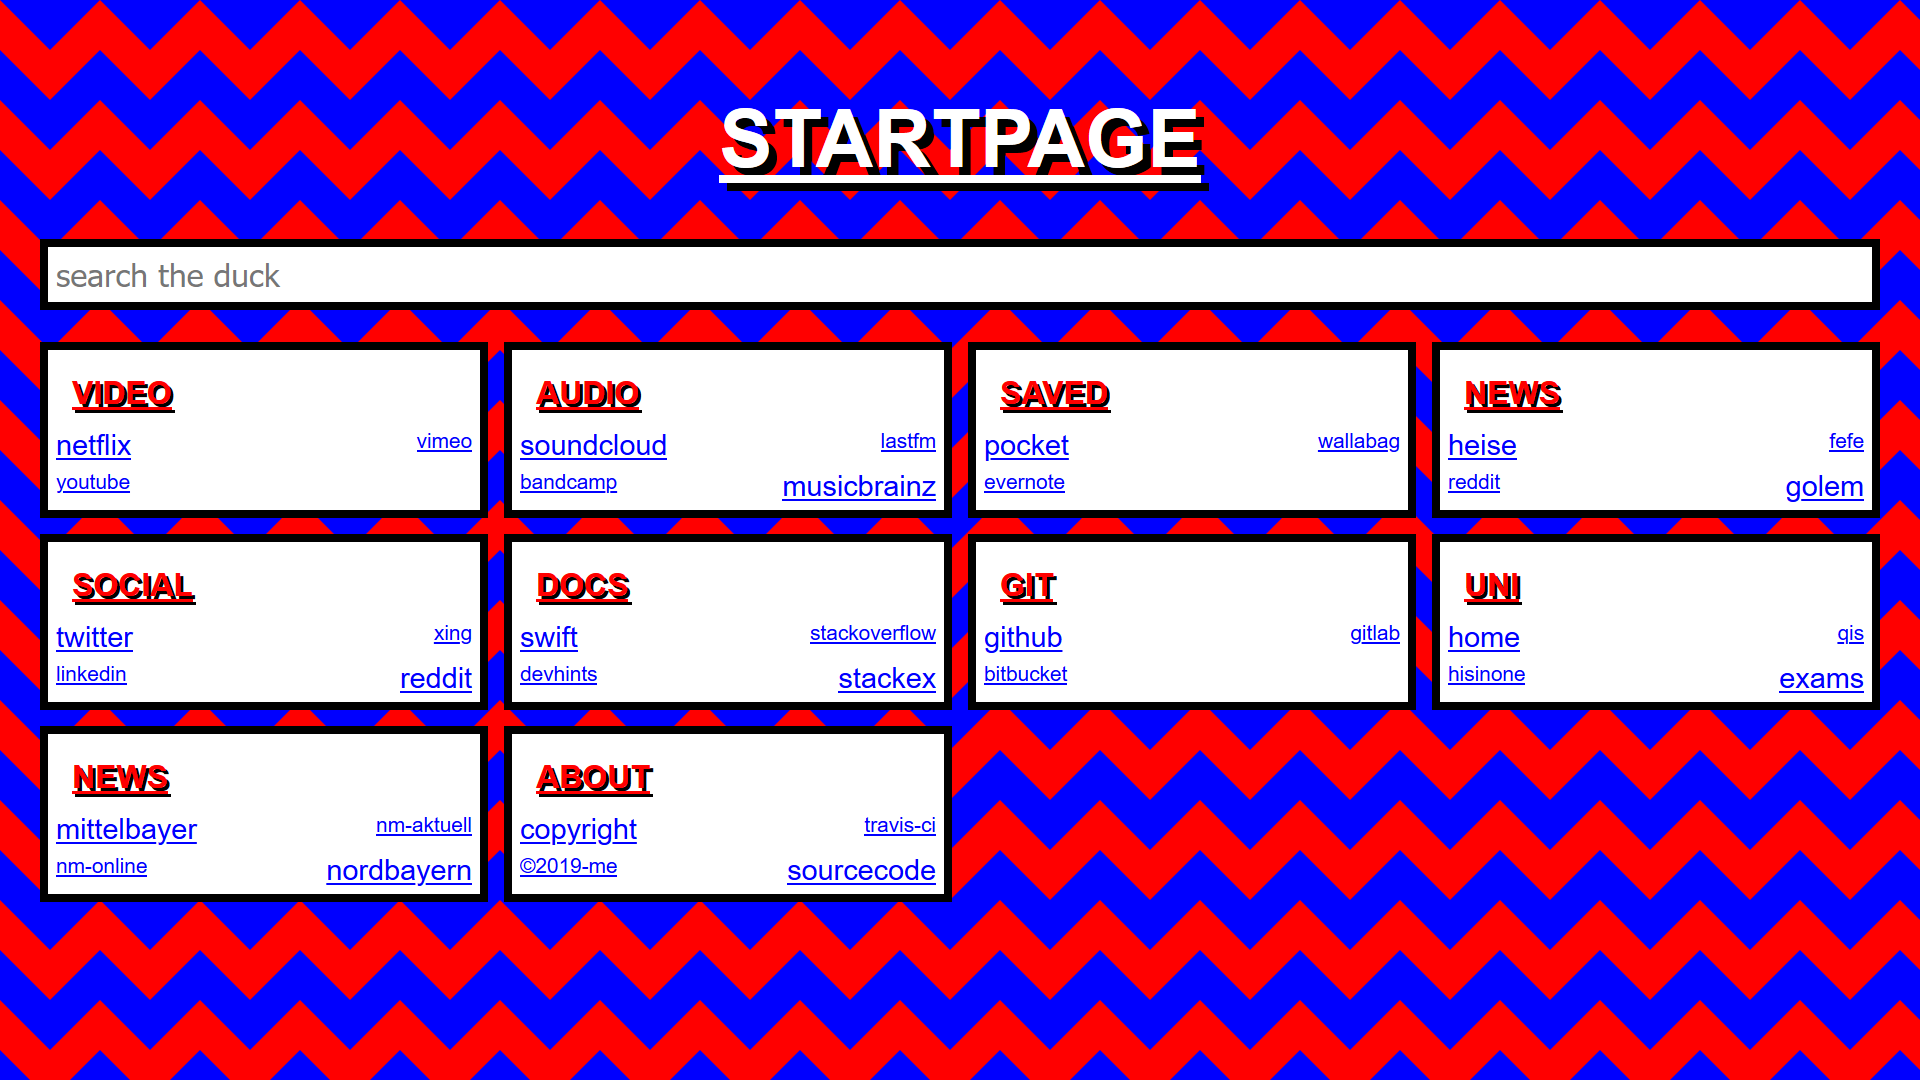 STARTPAGE
search the duck
VIDEO
netflix vimeo
youtube
AUDIO
soundcloud lastfm
bandcamp musicbrainz
SAVED
pocket wallabag
evernote
NEWS
heise fefe
reddit golem
SOCIAL
twitter xing
linkedin reddit
DOCS
swift stackoverflow
devhints stackex
GIT
github gitlab
bitbucket
UNI
home qis
hisinone exams
NEWS
mittelbayer nm-aktuell
nm-online nordbayern
ABOUT
copyright travis-ci
©2019-me sourcecode